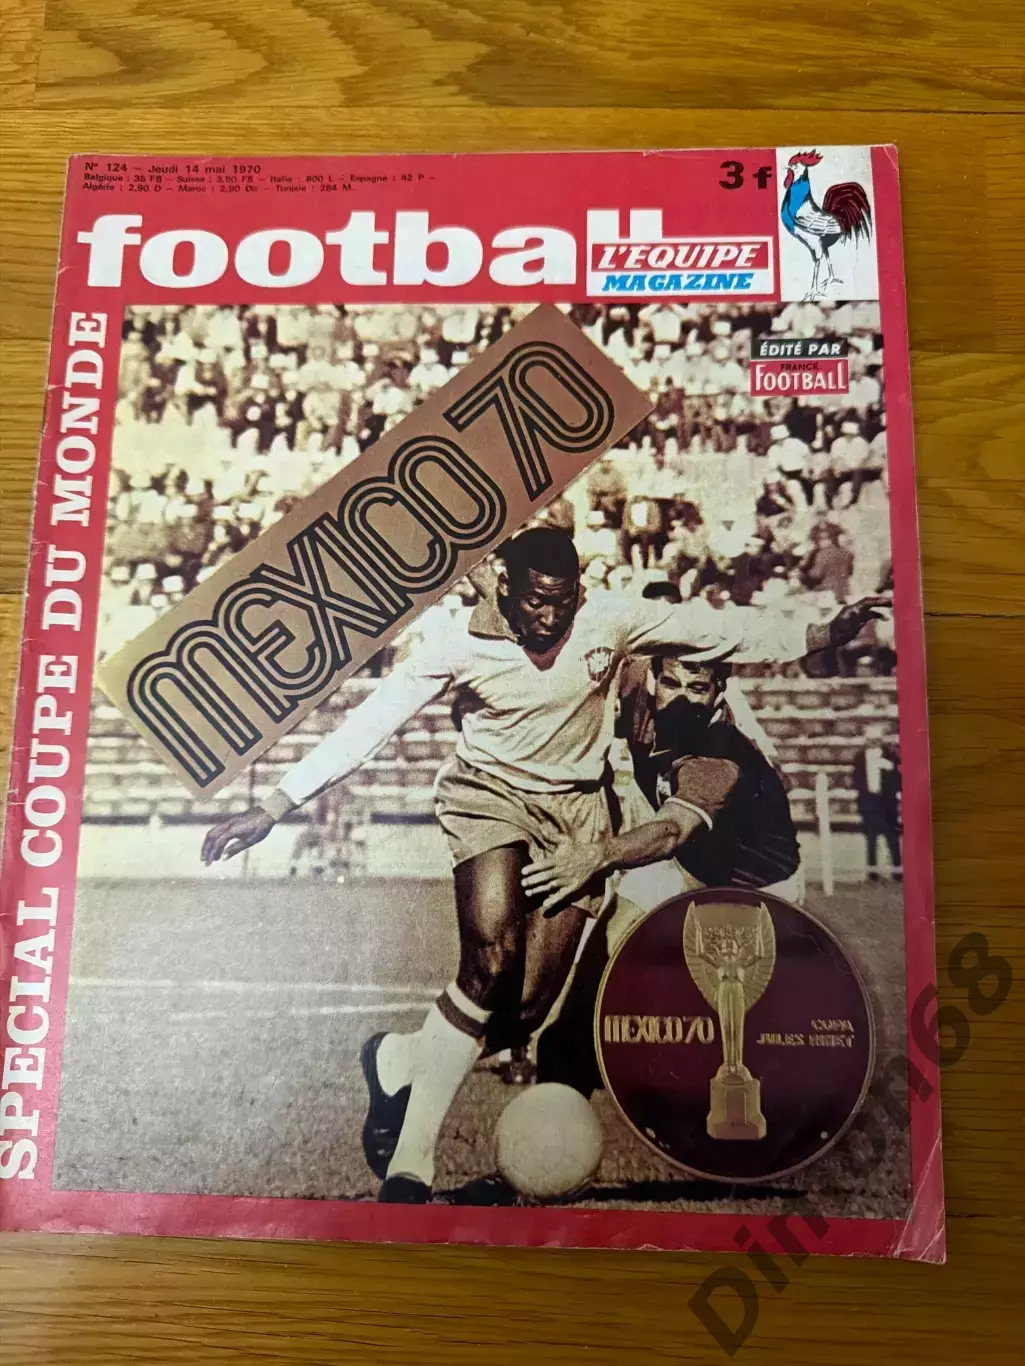 N° 124 — Jeudi 14 mai 1970
Belgique : 35 FB - Suisse : 3,50 FS - Italie : 600 L - Espagne : 42 P -
Algérie : 2,90 D - Maroc : 2,90 DH - Tunisie : 264 M.
3 f
football
L'EQUIPE
MAGAZINE
ÉDITÉ PAR
FRANCE
FOOTBALL
SPECIAL COUPE DU MONDE
MEXICO 70
MEXICO 70
COPA
JULES RIMET